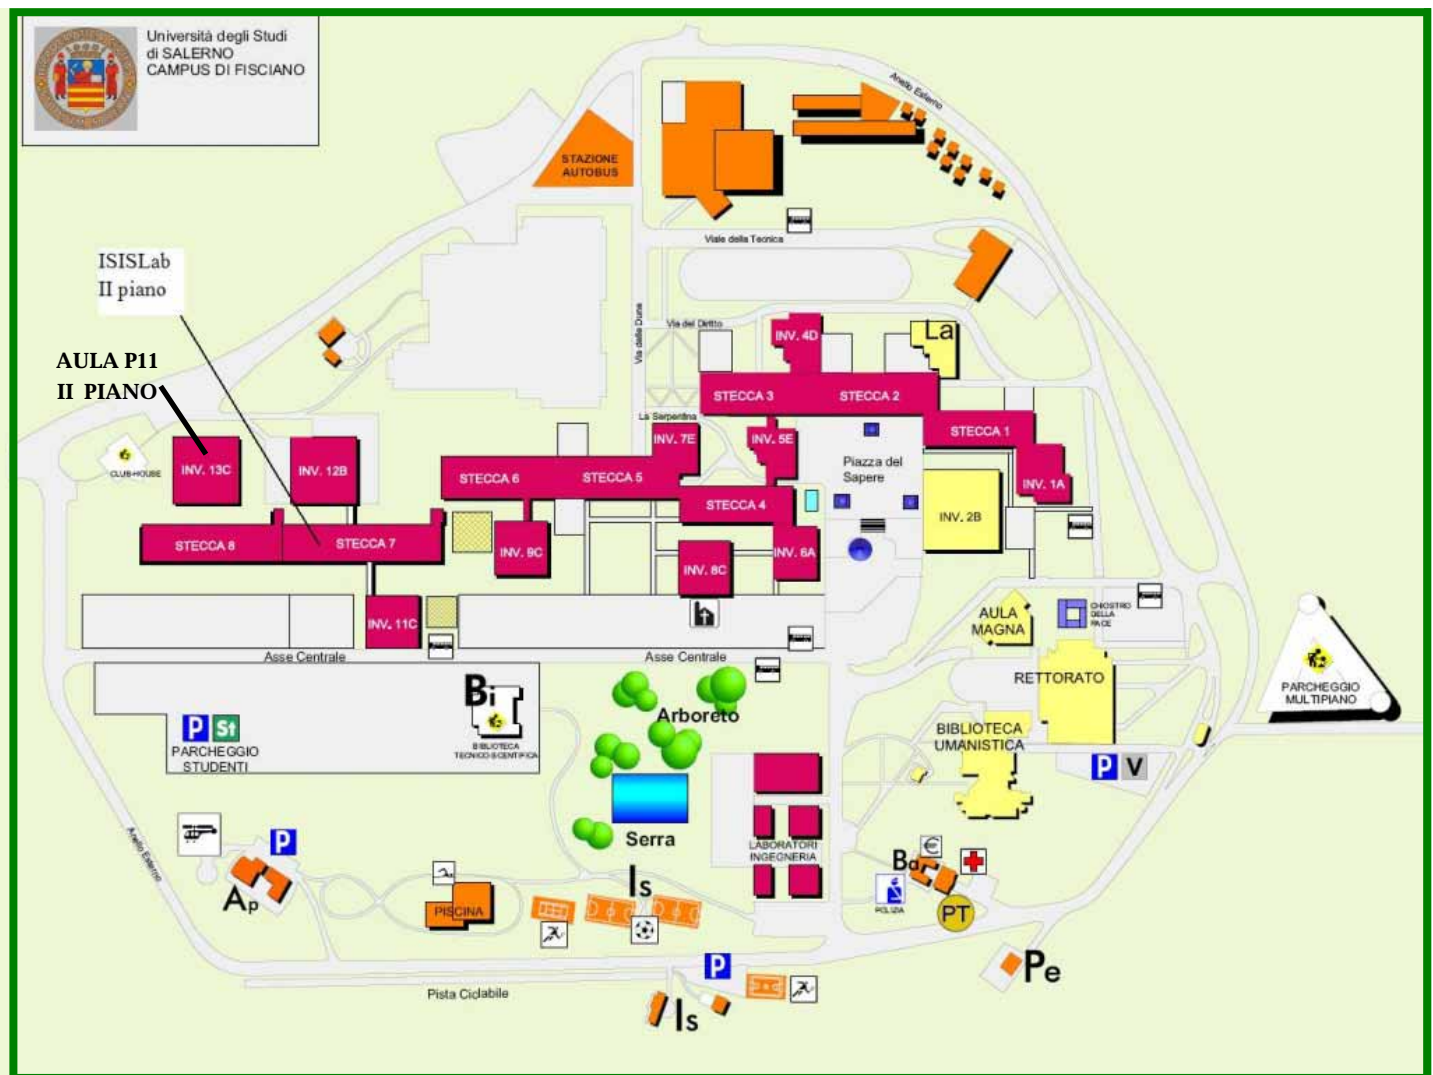 Università degli Studi
di SALERNO
CAMPUS DI FISCIANO
Anello Esterno
STAZIONE
AUTOBUS
Viale della Tecnica
ISISLab
II piano
Via delle Dune
Via del Diritto
INV. 4D
La
AULA P11
II PIANO
STECCA 3
STECCA 2
La Serpentina
STECCA 1
INV. 7E
INV. 5E
CLUB-HOUSE
INV. 13C
INV. 12B
STECCA 6
STECCA 5
Piazza del
Sapere
INV. 1A
STECCA 4
INV. 2B
STECCA 8
STECCA 7
INV. 9C
INV. 6A
INV. 8C
INV. 11C
AULA
MAGNA
CHIOSTRO
DELLA
PACE
Asse Centrale
Asse Centrale
RETTORATO
PARCHEGGIO
MULTIPIANO
Bi
BIBLIOTECA
TECNICO-SCIENTIFICA
Arboreto
P St
PARCHEGGIO
STUDENTI
BIBLIOTECA
UMANISTICA
P V
Serra
LABORATORI
INGEGNERIA
Anello Esterno
P
Ap
PISCINA
Is
Ba
€
POLIZIA
PT
P
Pe
Pista Ciclabile
Is